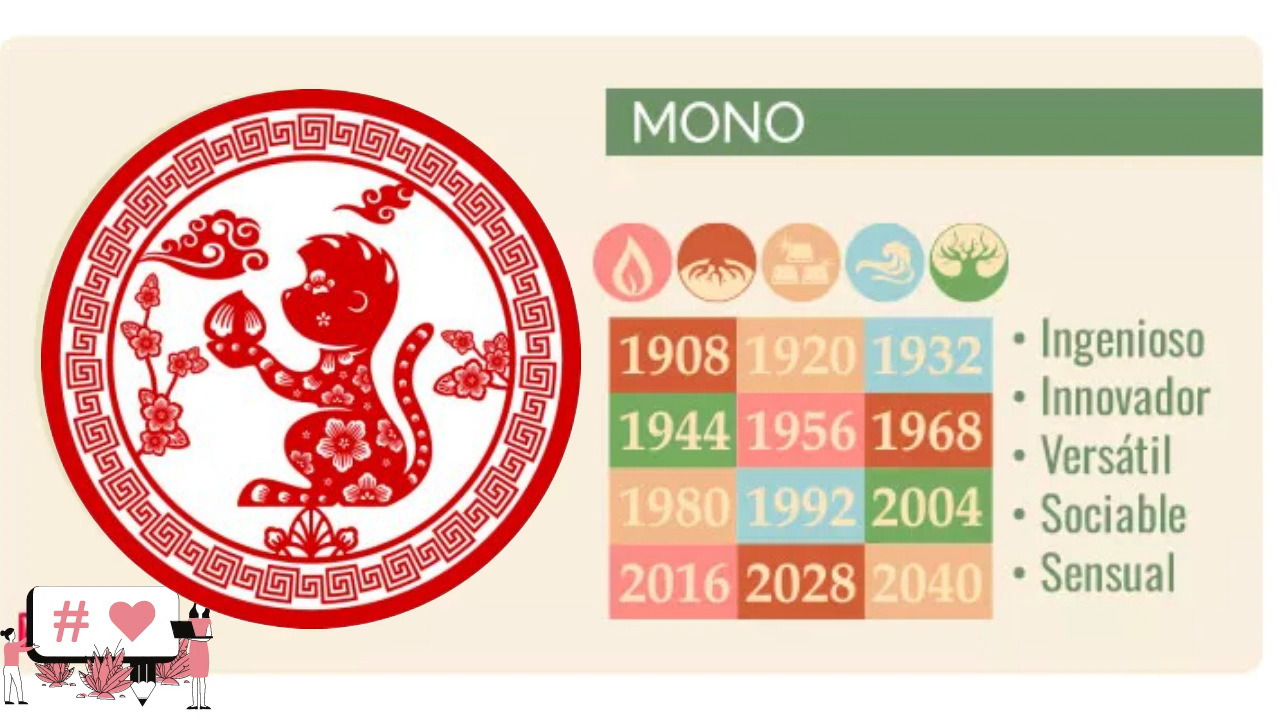 MONO
1908 1920 1932
1944 1956 1968
1980 1992 2004
2016 2028 2040
• Ingenioso
• Innovador
• Versátil
• Sociable
• Sensual
#